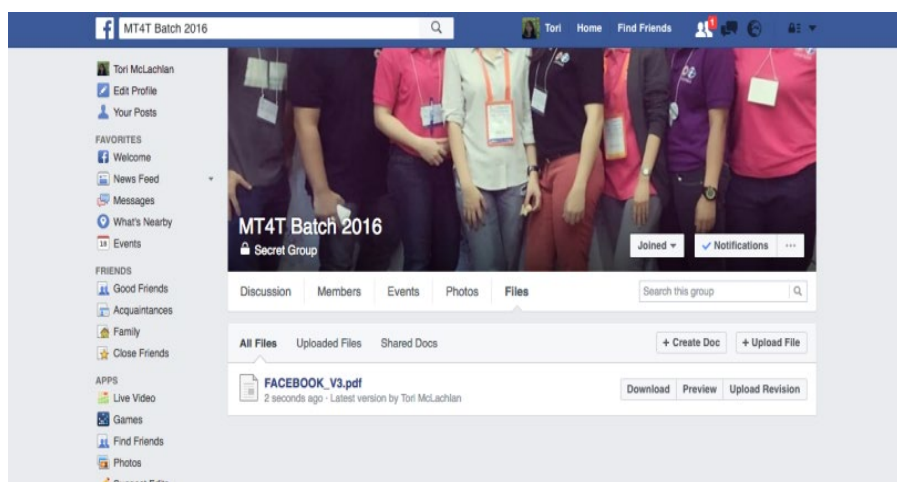 MT4T Batch 2016
Tori Home Find Friends 1
Tori McLachlan
Edit Profile
Your Posts
FAVORITES
Welcome
News Feed
Messages
What's Nearby
Events
FRIENDS
Good Friends
Acquaintances
Family
Close Friends
APPS
Live Video
Games
Find Friends
Photos
MT4T Batch 2016
Secret Group
Joined Notifications ...
Discussion Members Events Photos Files Search this group
All Files Uploaded Files Shared Docs + Create Doc + Upload File
FACEBOOK_V3.pdf
2 seconds ago · Latest version by Tori McLachlan
Download Preview Upload Revision